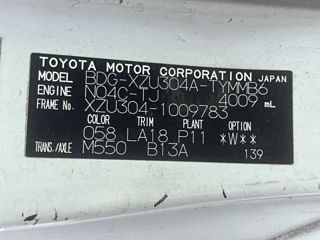 TOYOTA MOTOR CORPORATION JAPAN
MODEL BDG-XZU304A-TYMMB6
ENGINE N04C-TJ 4009 mL
FRAME No. XZU304-1009783
COLOR TRIM PLANT OPTION
058 LA18 P11 *W**
TRANS./AXLE M550 B13A 139